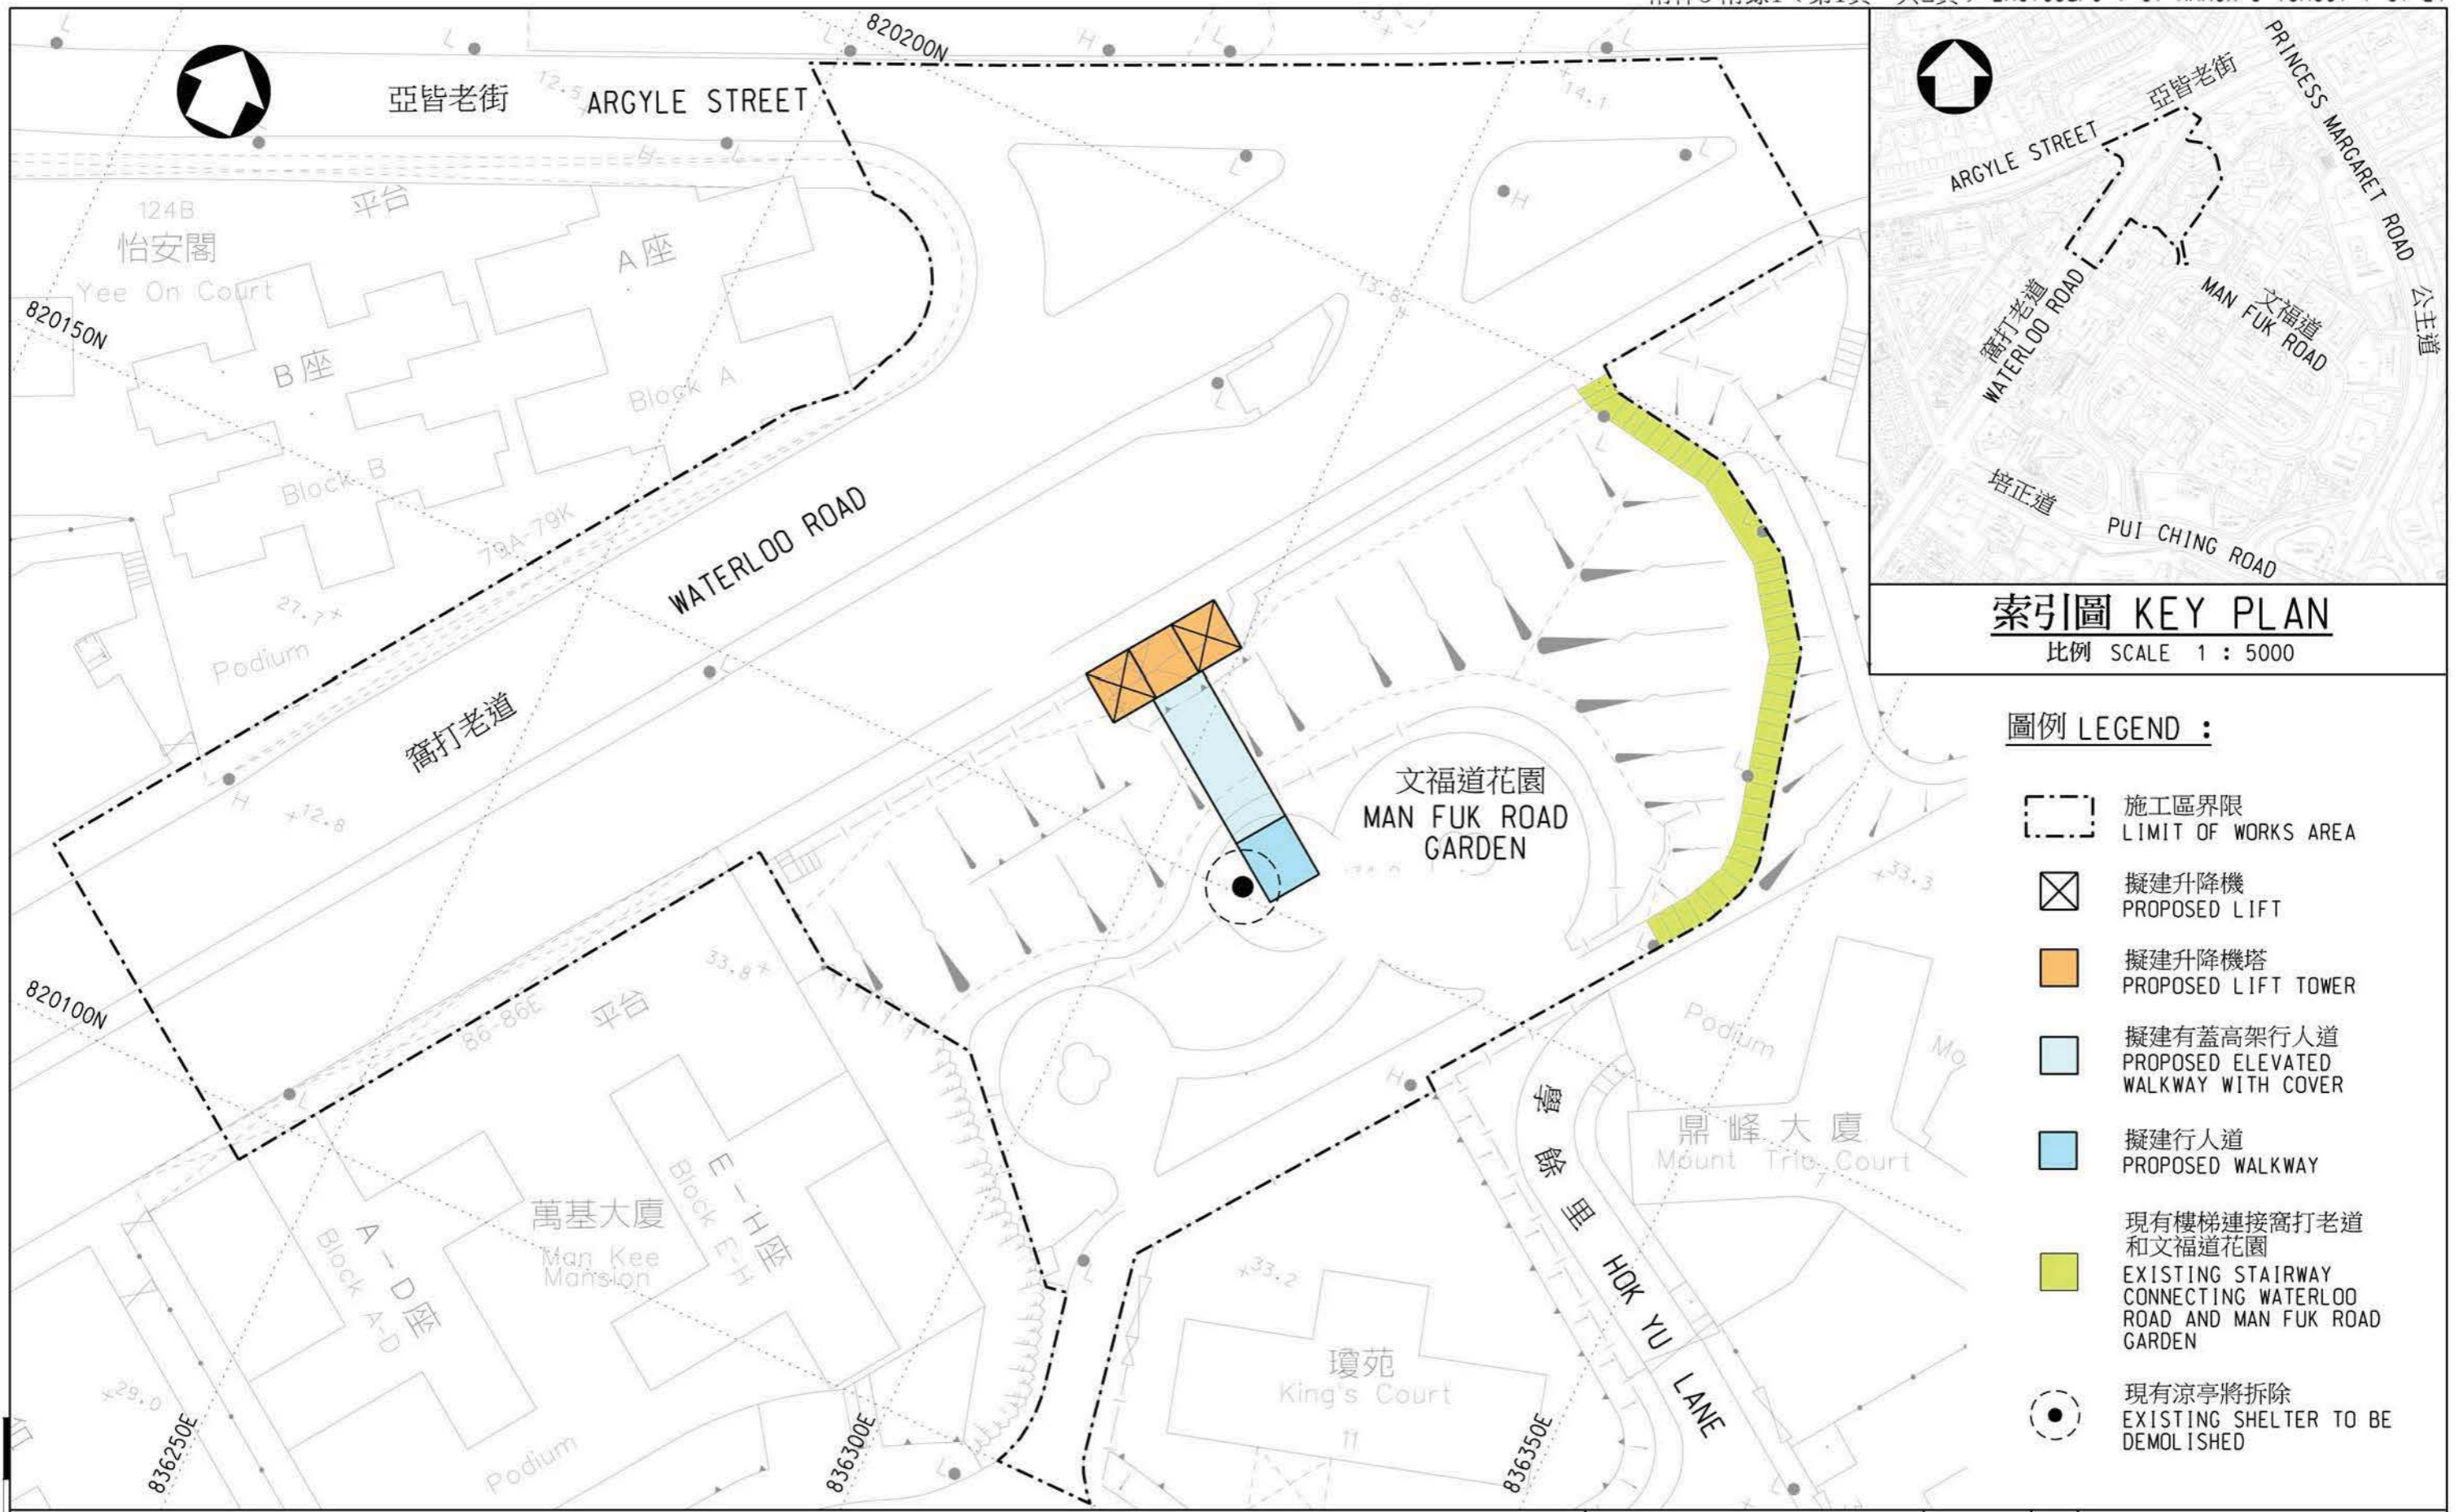 亞皆老街
ARGYLE STREET
820200N
12.5
14.1
124B
怡安閣
Yee On Court
平台
A座
Block A
B座
Block B
820150N
79A-79K
27.7
Podium
13.8
WATERLOO ROAD
窩打老道
12.8
文福道花園
MAN FUK ROAD
GARDEN
33.3
33.8
平台
86-86E
820100N
萬基大廈
Man Kee
Mansion
A-D座
Block A-D
E-H座
Block E-H
29.0
836250E
Podium
836300E
33.2
瓊苑
King's Court
11
836350E
學餘里
HOK YU LANE
Podium
鼎峰大廈
Mount Trio Court
Mo
亞皆老街
ARGYLE STREET
PRINCESS MARGARET ROAD
公主道
窩打老道
WATERLOO ROAD
文福道
MAN FUK ROAD
培正道
PUI CHING ROAD
索引圖 KEY PLAN
比例 SCALE 1 : 5000
圖例 LEGEND :
施工區界限
LIMIT OF WORKS AREA
擬建升降機
PROPOSED LIFT
擬建升降機塔
PROPOSED LIFT TOWER
擬建有蓋高架行人道
PROPOSED ELEVATED
WALKWAY WITH COVER
擬建行人道
PROPOSED WALKWAY
現有樓梯連接窩打老道
和文福道花園
EXISTING STAIRWAY
CONNECTING WATERLOO
ROAD AND MAN FUK ROAD
GARDEN
現有涼亭將拆除
EXISTING SHELTER TO BE
DEMOLISHED